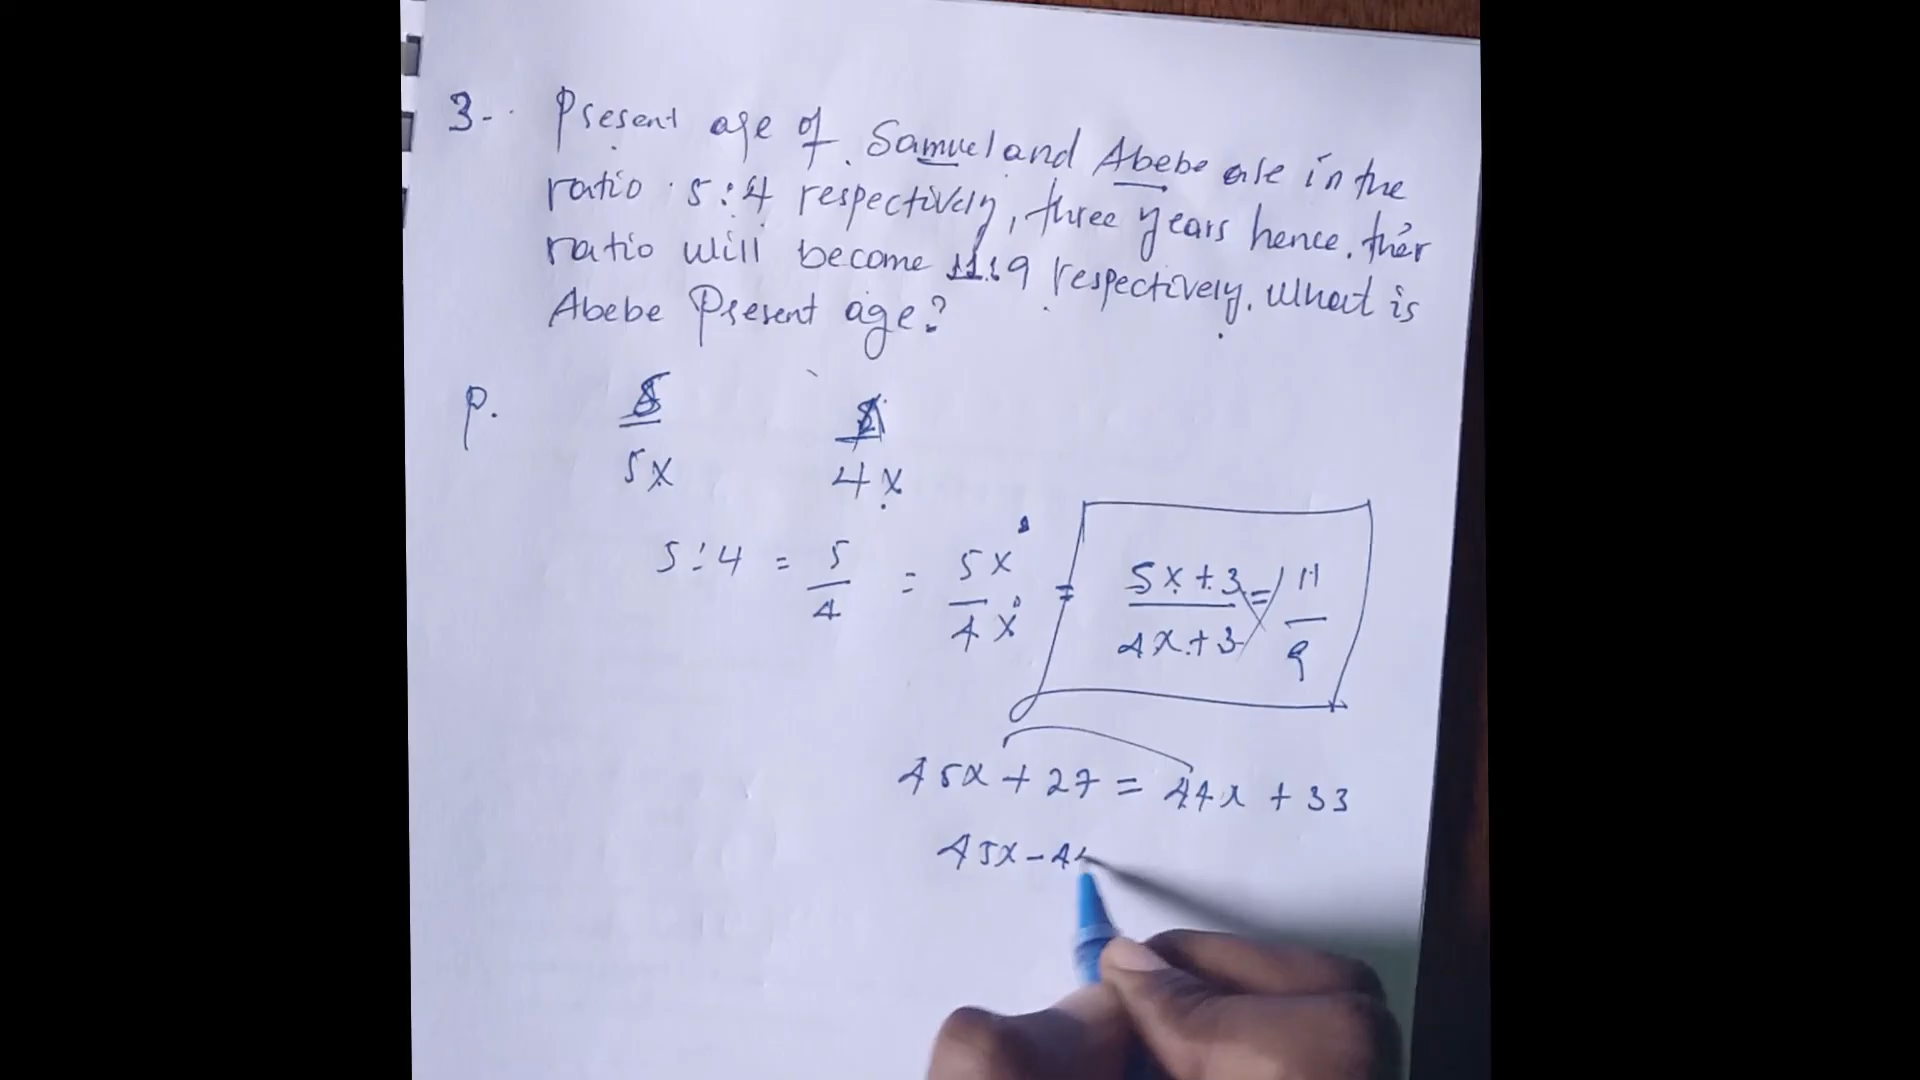 3-. Present age of Samuel and Abebe are in the
ratio 5:4 respectively, three years hence. their
ratio will become 11:9 respectively. What is
Abebe Present age?
P.
5x 4x
5:4 = 5/4 = 5x/4x = (5x+3)/(4x+3) = 11/9
45x + 27 = 44x + 33
45x - 44